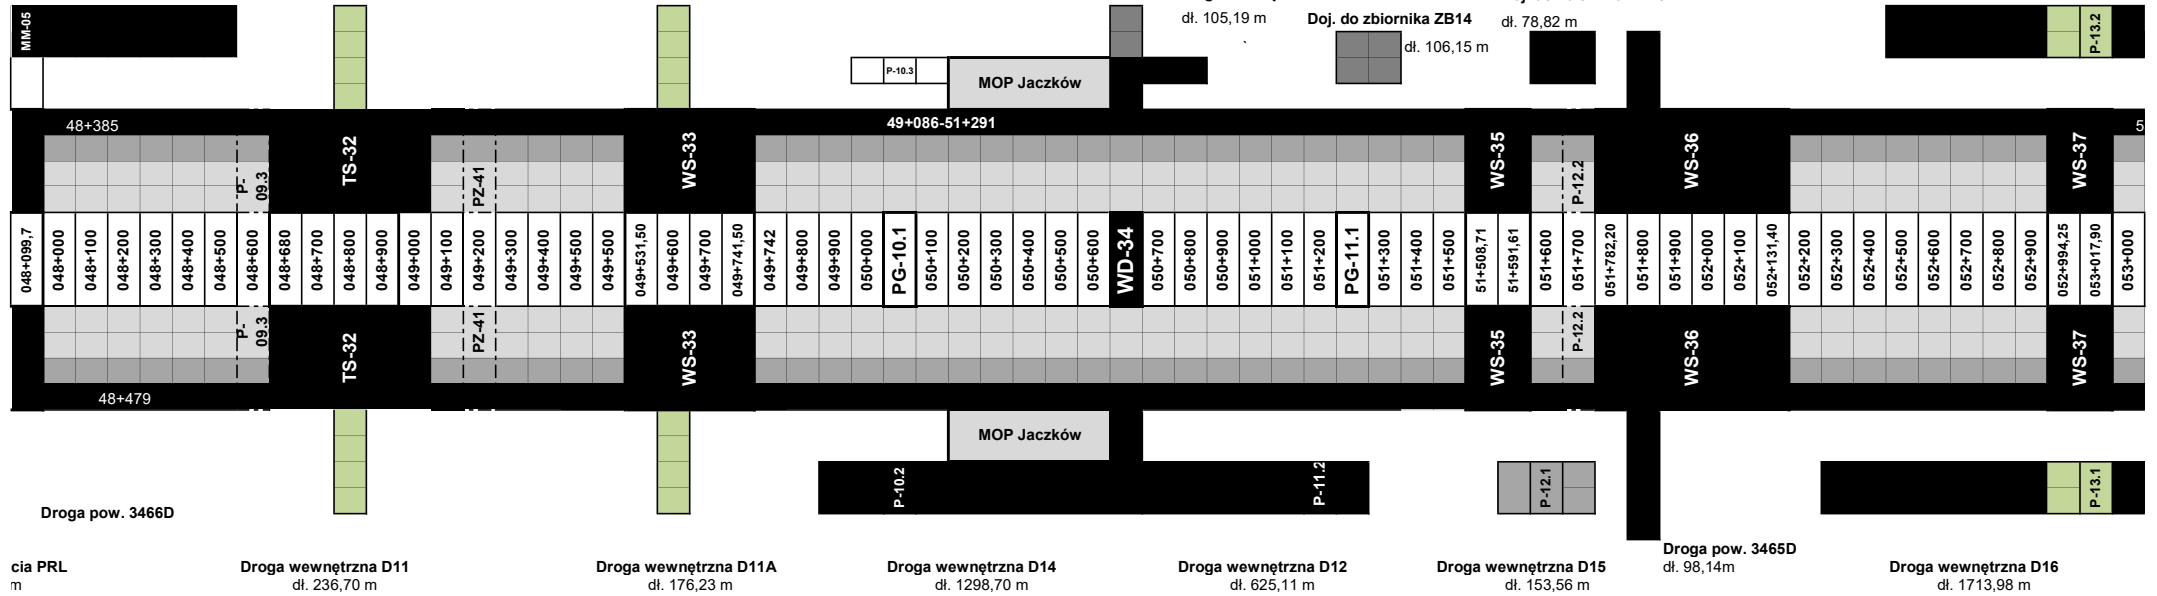 dł. 105,19 m
Doj. do zbiornika ZB14
dł. 78,82 m
dł. 106,15 m
MM-05
P-10.3
MOP Jaczków
P-13.2
48+385
49+086-51+291
5
P-
09.3
TS-32
PZ-41
WS-33
WS-35
P-12.2
WS-36
WS-37
048+099,7
048+000
048+100
048+200
048+300
048+400
048+500
048+600
048+680
048+700
048+800
048+900
049+000
049+100
049+200
049+300
049+400
049+500
049+500
049+531,50
049+600
049+700
049+741,50
049+742
049+800
049+900
050+000
PG-10.1
050+100
050+200
050+300
050+400
050+500
050+600
WD-34
050+700
050+800
050+900
051+000
051+100
051+200
PG-11.1
051+300
051+400
051+500
51+508,71
51+591,61
051+600
051+700
051+782,20
051+800
051+900
052+000
052+100
052+131,40
052+200
052+300
052+400
052+500
052+600
052+700
052+800
052+900
052+994,25
053+017,90
053+000
P-
09.3
TS-32
PZ-41
WS-33
WS-35
P-12.2
WS-36
WS-37
48+479
MOP Jaczków
P-10.2
P-11.2
P-12.1
P-13.1
Droga pow. 3466D
Droga pow. 3465D
dł. 98,14m
cia PRL
m
Droga wewnętrzna D11
dł. 236,70 m
Droga wewnętrzna D11A
dł. 176,23 m
Droga wewnętrzna D14
dł. 1298,70 m
Droga wewnętrzna D12
dł. 625,11 m
Droga wewnętrzna D15
dł. 153,56 m
Droga wewnętrzna D16
dł. 1713,98 m